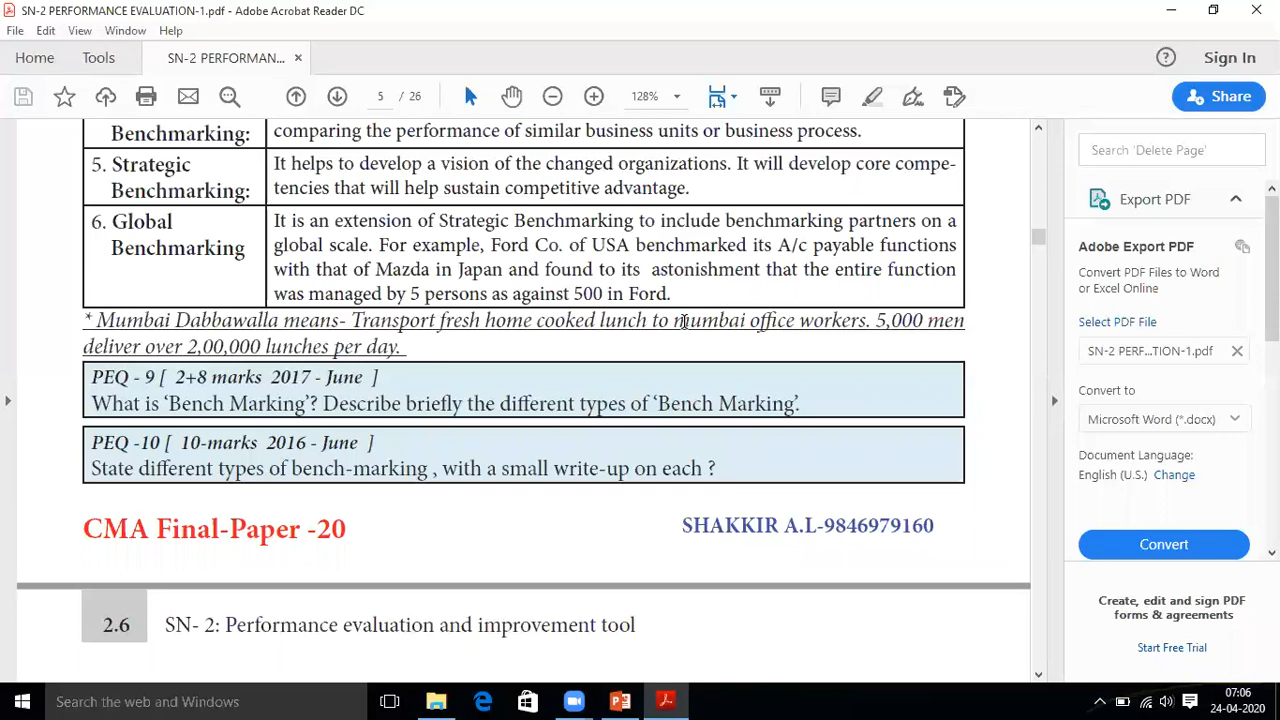 SN-2 PERFORMANCE EVALUATION-1.pdf - Adobe Acrobat Reader DC
File Edit View Window Help
Home Tools SN-2 PERFORMAN... Sign In
5 / 26 128% Share
Benchmarking: comparing the performance of similar business units or business process.
5. Strategic Benchmarking: It helps to develop a vision of the changed organizations. It will develop core compe-
tencies that will help sustain competitive advantage.
6. Global Benchmarking It is an extension of Strategic Benchmarking to include benchmarking partners on a
global scale. For example, Ford Co. of USA benchmarked its A/c payable functions
with that of Mazda in Japan and found to its astonishment that the entire function
was managed by 5 persons as against 500 in Ford.
* Mumbai Dabbawalla means- Transport fresh home cooked lunch to mumbai office workers. 5,000 men
deliver over 2,00,000 lunches per day.
PEQ - 9 [ 2+8 marks 2017 - June ]
What is ‘Bench Marking’? Describe briefly the different types of ‘Bench Marking’.
PEQ -10 [ 10-marks 2016 - June ]
State different types of bench-marking , with a small write-up on each ?
CMA Final-Paper -20 SHAKKIR A.L-9846979160
2.6 SN- 2: Performance evaluation and improvement tool
Search 'Delete Page'
Export PDF
Adobe Export PDF
Convert PDF Files to Word
or Excel Online
Select PDF File
SN-2 PERF...TION-1.pdf
Convert to
Microsoft Word (*.docx)
Document Language:
English (U.S.) Change
Convert
Create, edit and sign PDF
forms & agreements
Start Free Trial
Search the web and Windows
07:06
24-04-2020